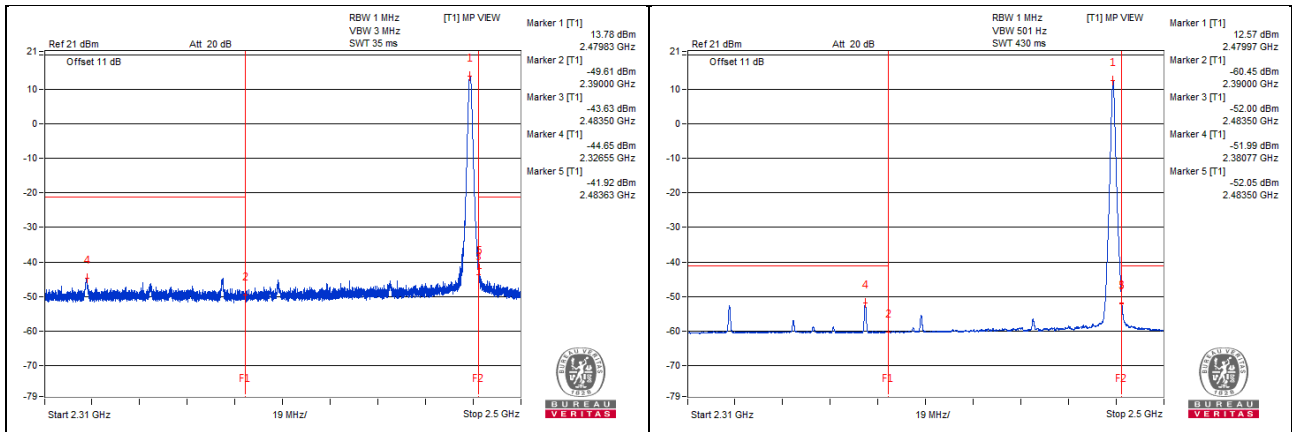 RBW 1 MHz [T1] MP VIEW
VBW 3 MHz
Ref 21 dBm Att 20 dB SWT 35 ms
Offset 11 dB
21
10
0
-10
-20
-30
-40
-50
-60
-70
-79
1
4
2
F1
F2
Start 2.31 GHz 19 MHz/ Stop 2.5 GHz
Marker 1 [T1]
13.78 dBm
2.47983 GHz
Marker 2 [T1]
-49.61 dBm
2.39000 GHz
Marker 3 [T1]
-43.63 dBm
2.48350 GHz
Marker 4 [T1]
-44.65 dBm
2.32655 GHz
Marker 5 [T1]
-41.92 dBm
2.48363 GHz
BUREAU VERITAS
1828
BUREAU
VERITAS
RBW 1 MHz [T1] MP VIEW
VBW 501 Hz
Ref 21 dBm Att 20 dB SWT 430 ms
Offset 11 dB
21
10
0
-10
-20
-30
-40
-50
-60
-70
-79
1
4
2
F1
F2
Start 2.31 GHz 19 MHz/ Stop 2.5 GHz
Marker 1 [T1]
12.57 dBm
2.47997 GHz
Marker 2 [T1]
-60.45 dBm
2.39000 GHz
Marker 3 [T1]
-52.00 dBm
2.48350 GHz
Marker 4 [T1]
-51.99 dBm
2.38077 GHz
Marker 5 [T1]
-52.05 dBm
2.48350 GHz
BUREAU VERITAS
1828
BUREAU
VERITAS